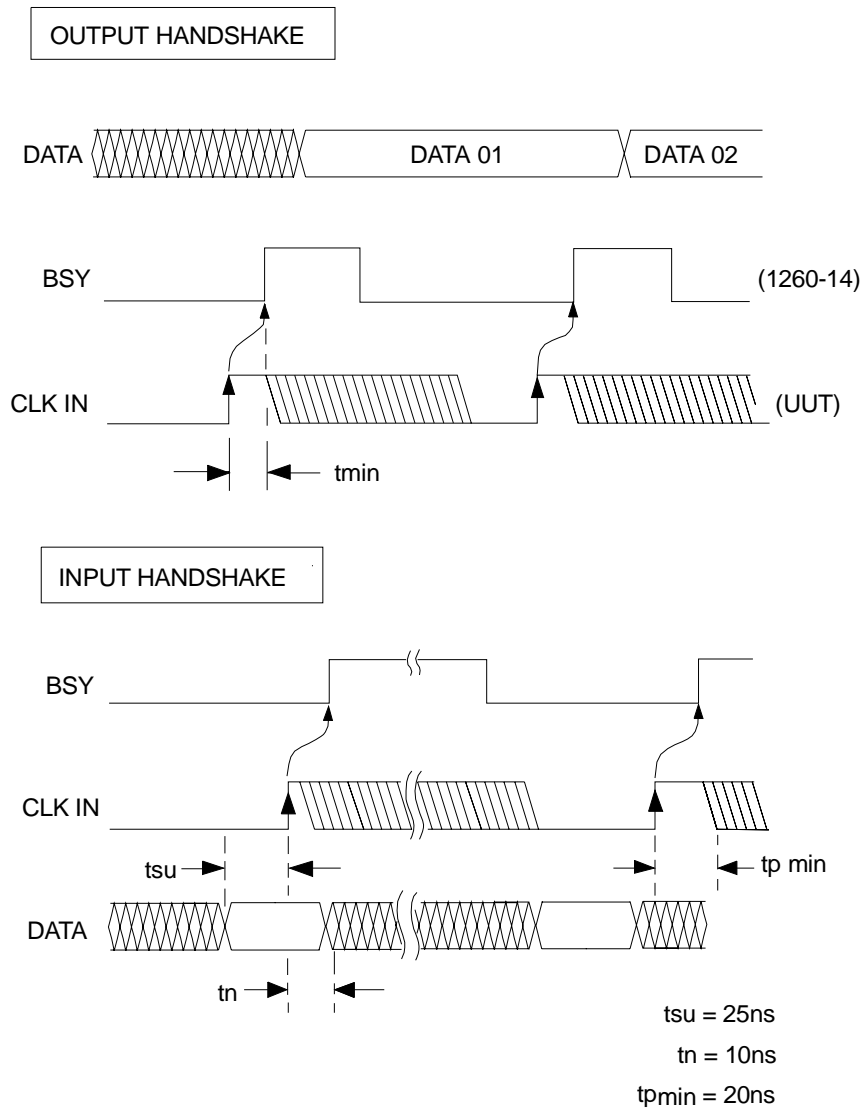 OUTPUT HANDSHAKE
DATA
DATA 01
DATA 02
BSY
(1260-14)
CLK IN
(UUT)
tmin
INPUT HANDSHAKE
BSY
CLK IN
tsu
tp min
DATA
tn
tsu = 25ns
tn = 10ns
tpmin = 20ns